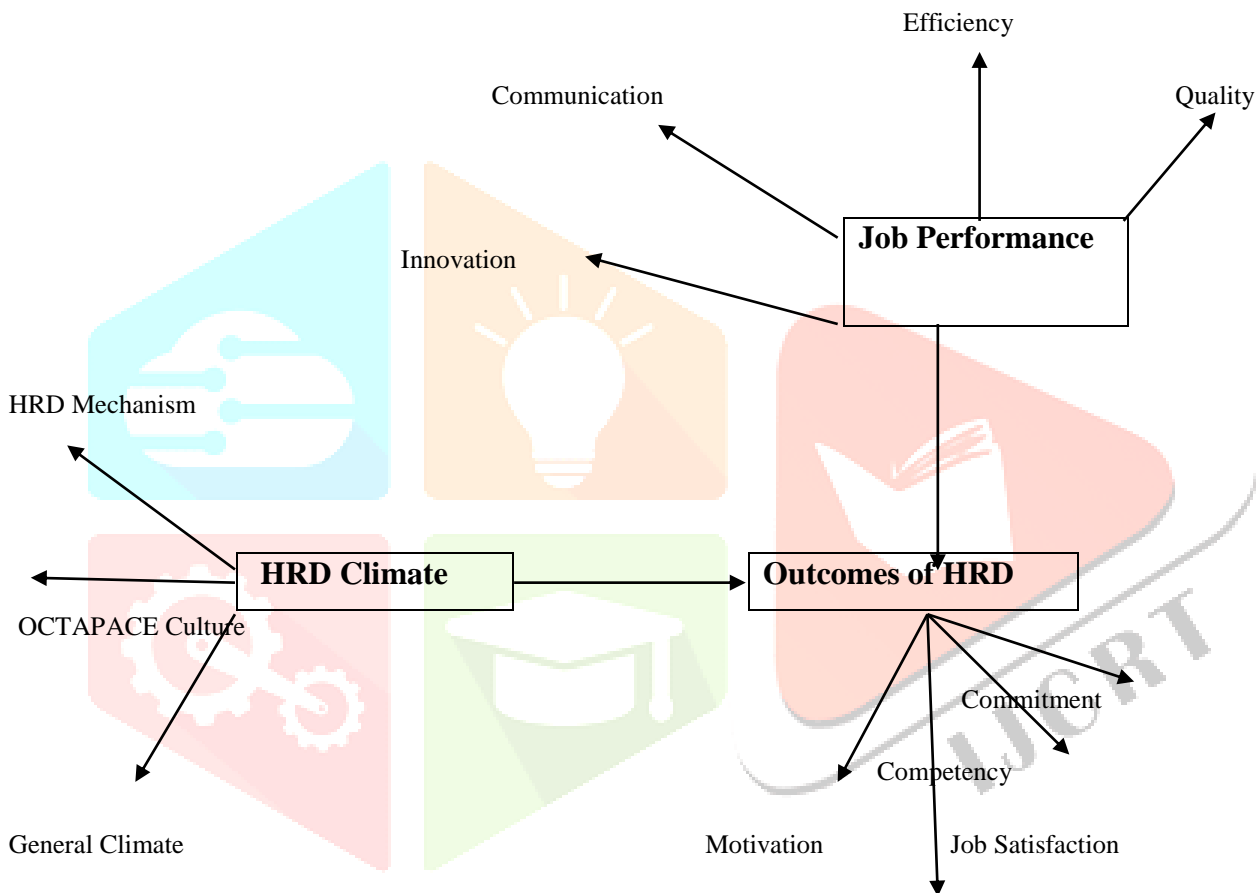 Efficiency
Communication
Quality
Job Performance
Innovation
HRD Mechanism
HRD Climate
Outcomes of HRD
OCTAPACE Culture
Commitment
Competency
General Climate
Motivation
Job Satisfaction
IJCRT